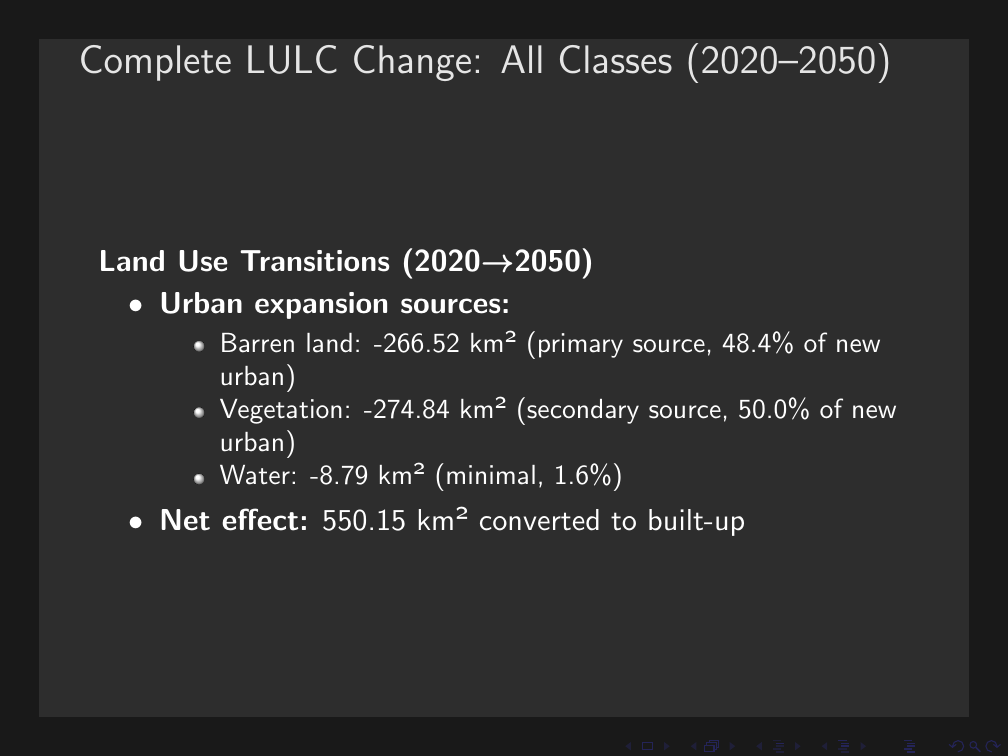 Complete LULC Change: All Classes (2020–2050)
Land Use Transitions (2020→2050)
• Urban expansion sources:
Barren land: -266.52 km² (primary source, 48.4% of new
urban)
Vegetation: -274.84 km² (secondary source, 50.0% of new
urban)
Water: -8.79 km² (minimal, 1.6%)
• Net effect: 550.15 km² converted to built-up